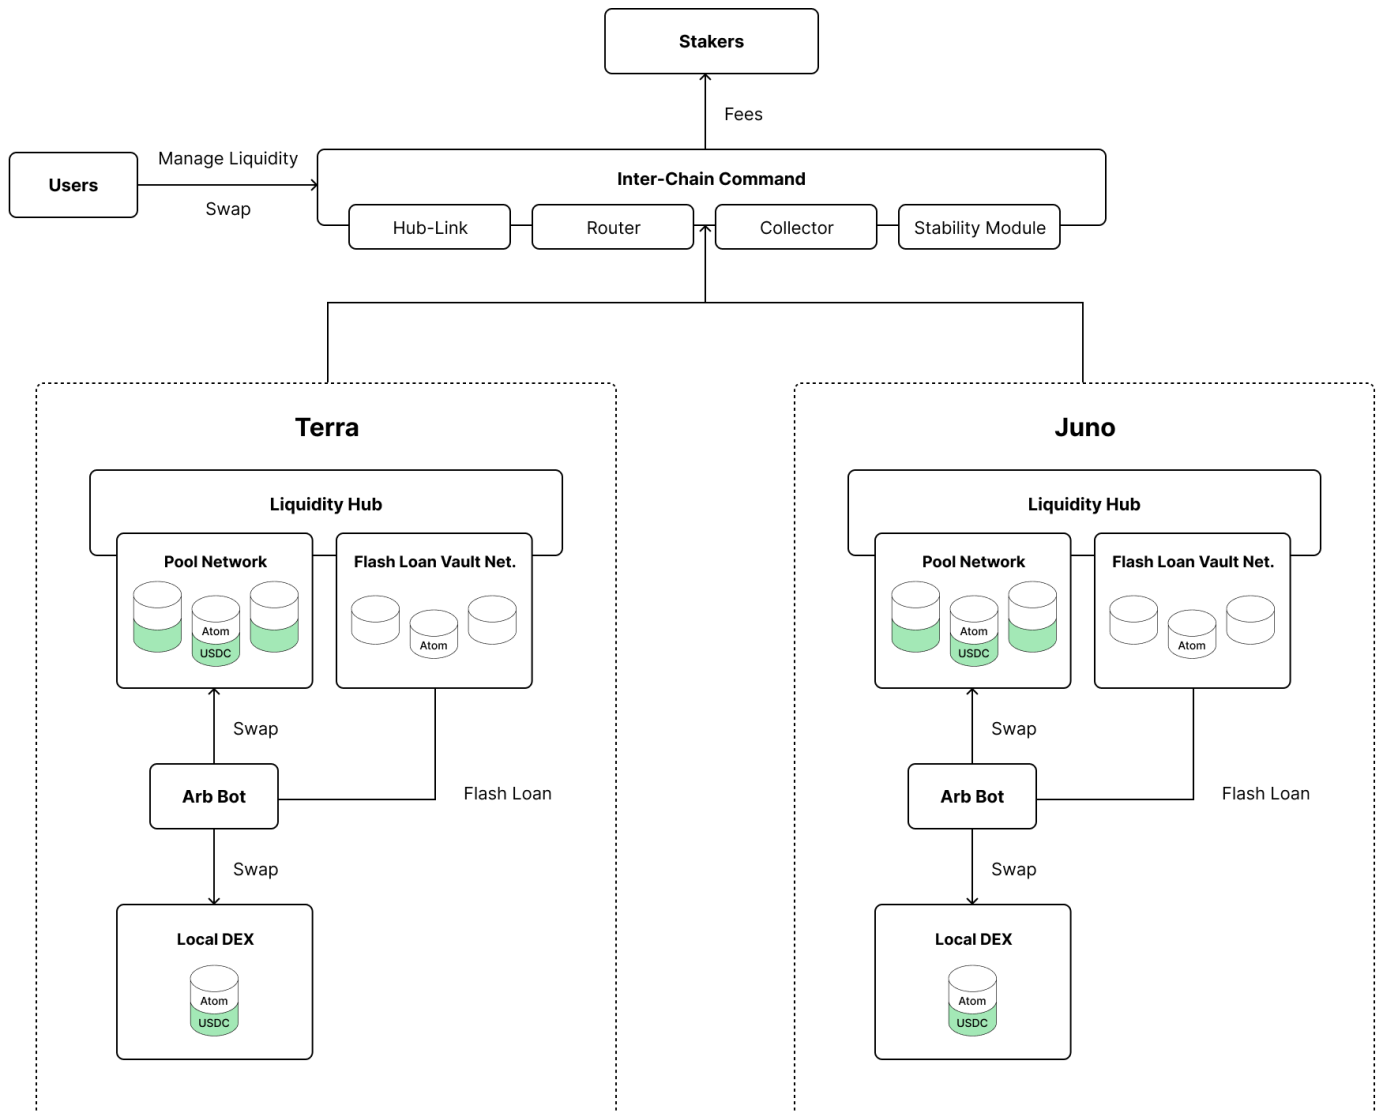 Stakers
Fees
Manage Liquidity
Users
Swap
Inter-Chain Command
Hub-Link
Router
Collector
Stability Module
Terra
Liquidity Hub
Pool Network
Flash Loan Vault Net.
Atom
USDC
Atom
Swap
Arb Bot
Flash Loan
Swap
Local DEX
Atom
USDC
Juno
Liquidity Hub
Pool Network
Flash Loan Vault Net.
Atom
USDC
Atom
Swap
Arb Bot
Flash Loan
Swap
Local DEX
Atom
USDC